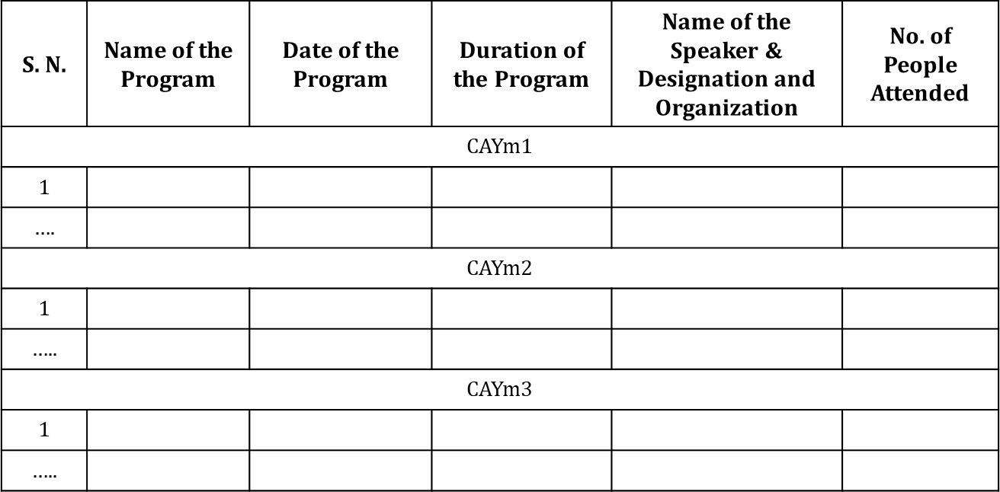 S. N.
Name of the
Program
Date of the
Program
Duration of
the Program
Name of the
Speaker &
Designation and
Organization
No. of
People
Attended
CAYm1
1
….
CAYm2
1
…..
CAYm3
1
…..